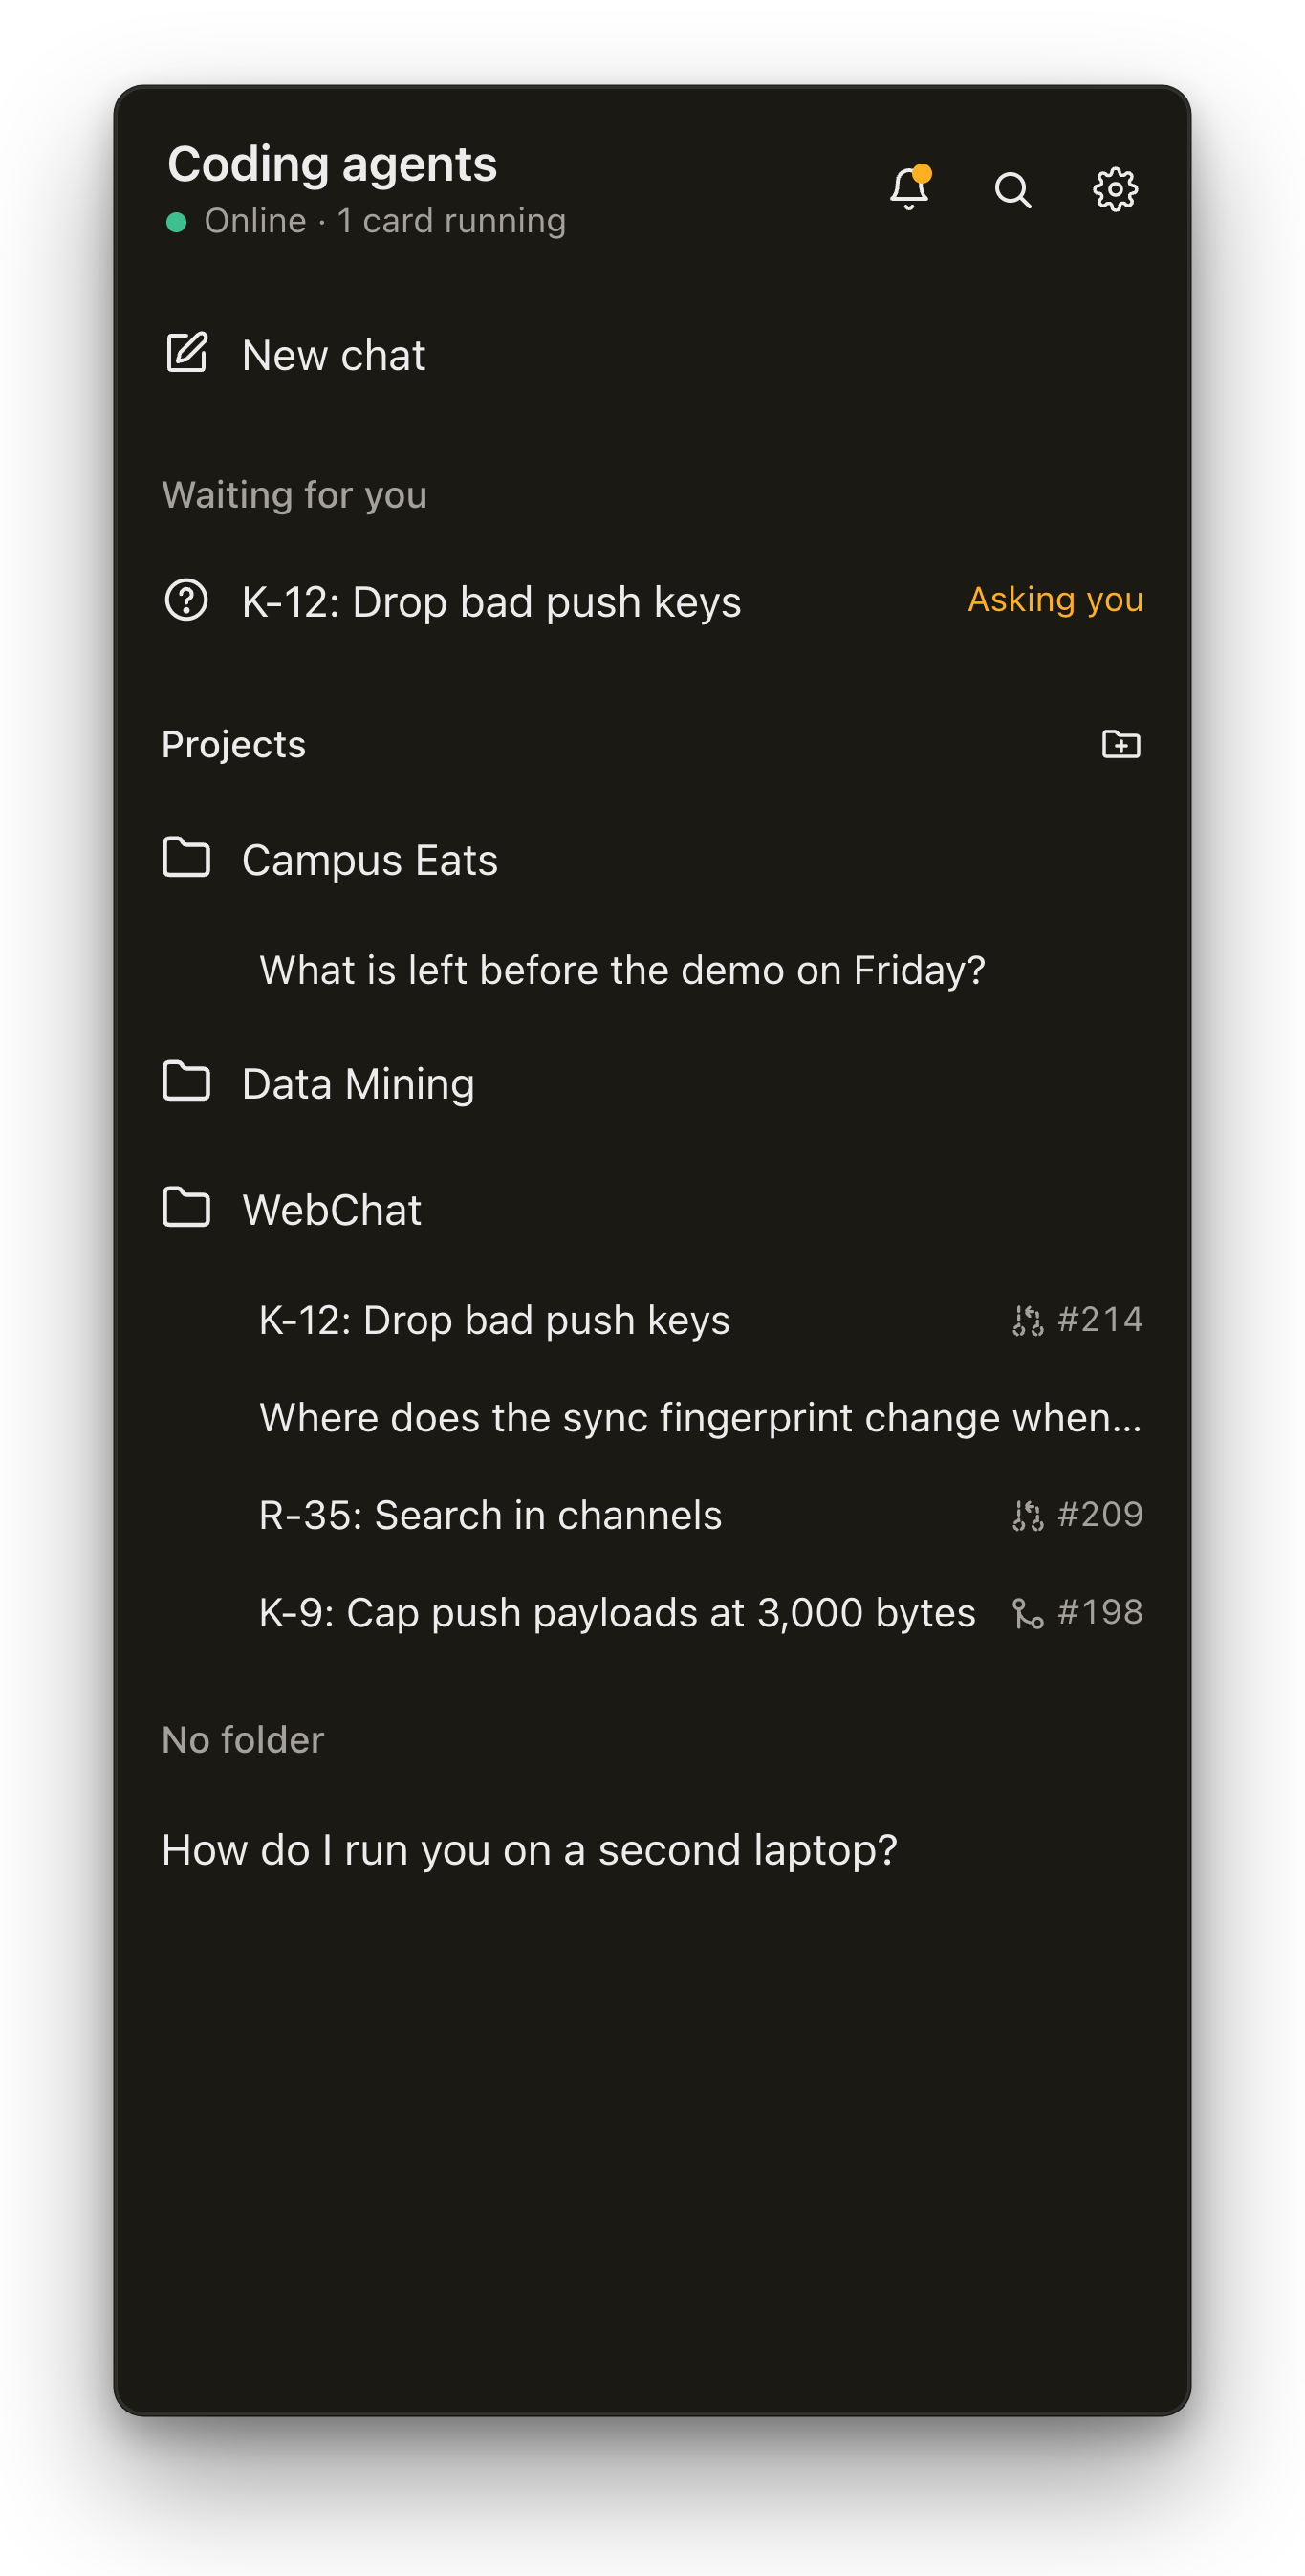 Coding agents
Online · 1 card running
New chat
Waiting for you
K-12: Drop bad push keys Asking you
Projects
Campus Eats
What is left before the demo on Friday?
Data Mining
WebChat
K-12: Drop bad push keys #214
Where does the sync fingerprint change when...
R-35: Search in channels #209
K-9: Cap push payloads at 3,000 bytes #198
No folder
How do I run you on a second laptop?